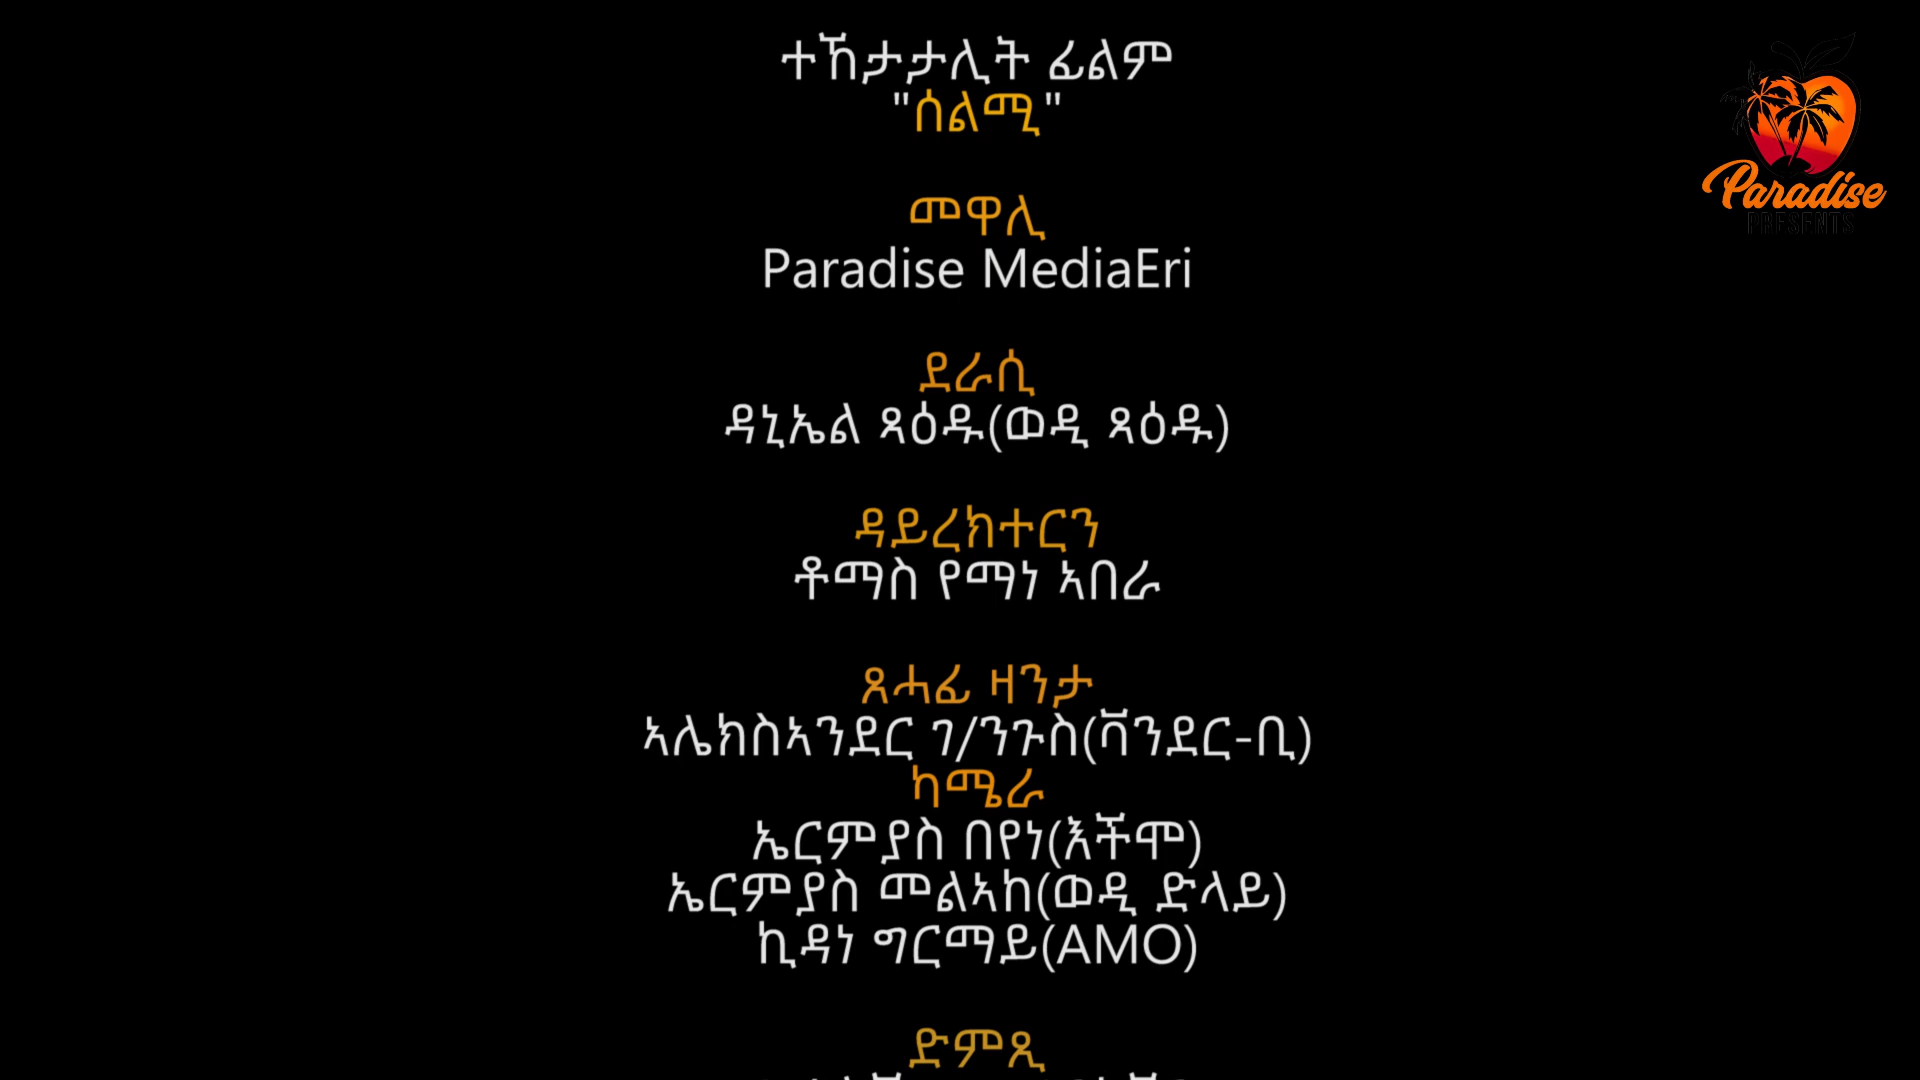 ተኸታታሊት ፊልም
"ሰልሚ"
መዋሊ
Paradise MediaEri
ደራሲ
ዳኒኤል ጻዕዱ(ወዲ ጻዕዱ)
ዳይረክተርን
ቶማስ የማነ ኣበራ
ጸሓፊ ዛንታ
ኣሌክስኣንደር ገ/ንጉስ(ቫንደር-ቢ)
ካሜራ
ኤርምያስ በየነ(እችሞ)
ኤርምያስ መልኣከ(ወዲ ድላይ)
ኪዳነ ግርማይ(AMO)
ድምጺ
Paradise
PRESENTS